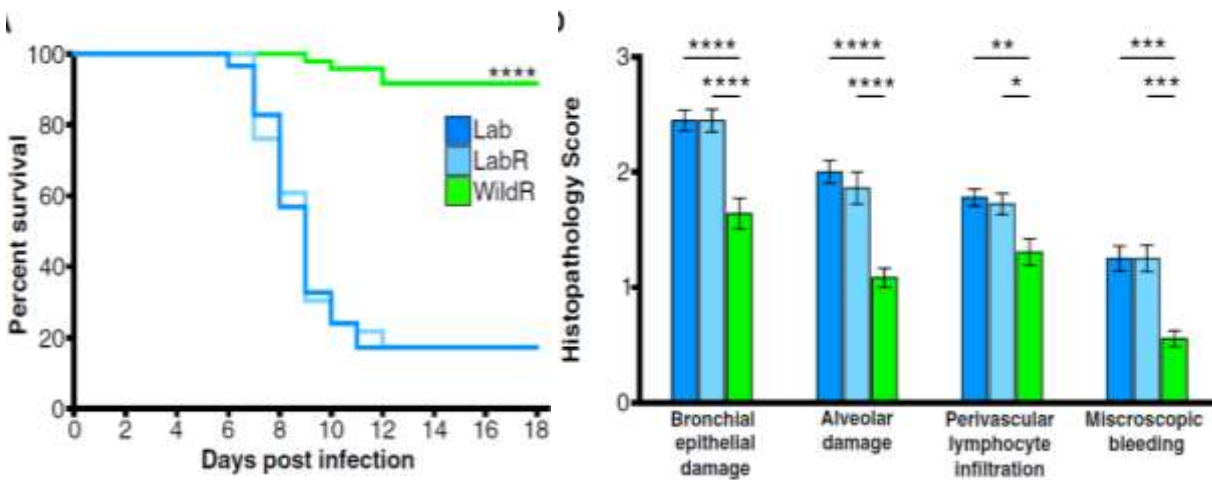 100
80
60
40
20
0
Percent survival
****
Lab
LabR
WildR
0 2 4 6 8 10 12 14 16 18
Days post infection
3
2
1
0
Histopathology Score
**** **** ** ***
**** **** * ***
Bronchial
epithelial
damage
Alveolar
damage
Perivascular
lymphocyte
infiltration
Miscroscopic
bleeding